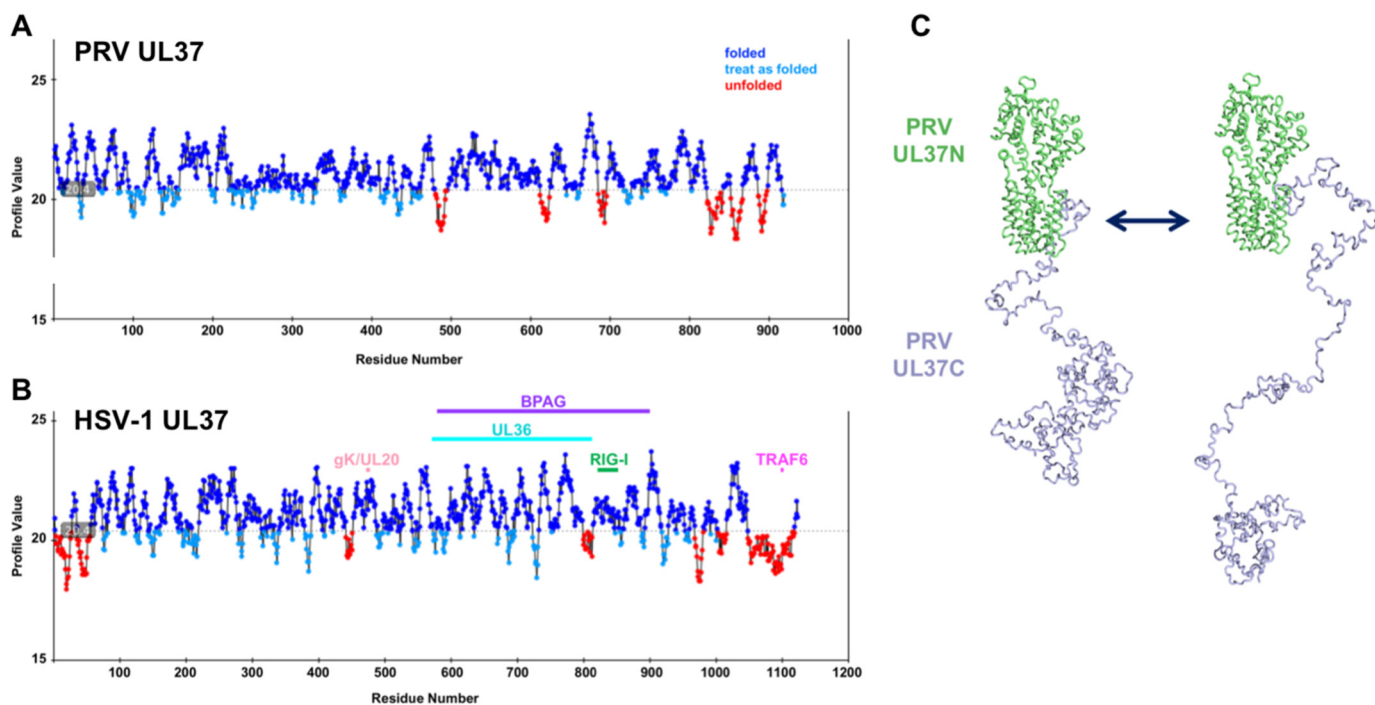 A
PRV UL37
folded
treat as folded
unfolded
25
20.4
20
15
Profile Value
100 200 300 400 500 600 700 800 900 1000
Residue Number
B
HSV-1 UL37
BPAG
UL36
gK/UL20
RIG-I
TRAF6
25
20
15
Profile Value
100 200 300 400 500 600 700 800 900 1000 1100 1200
Residue Number
C
PRV
UL37N
PRV
UL37C